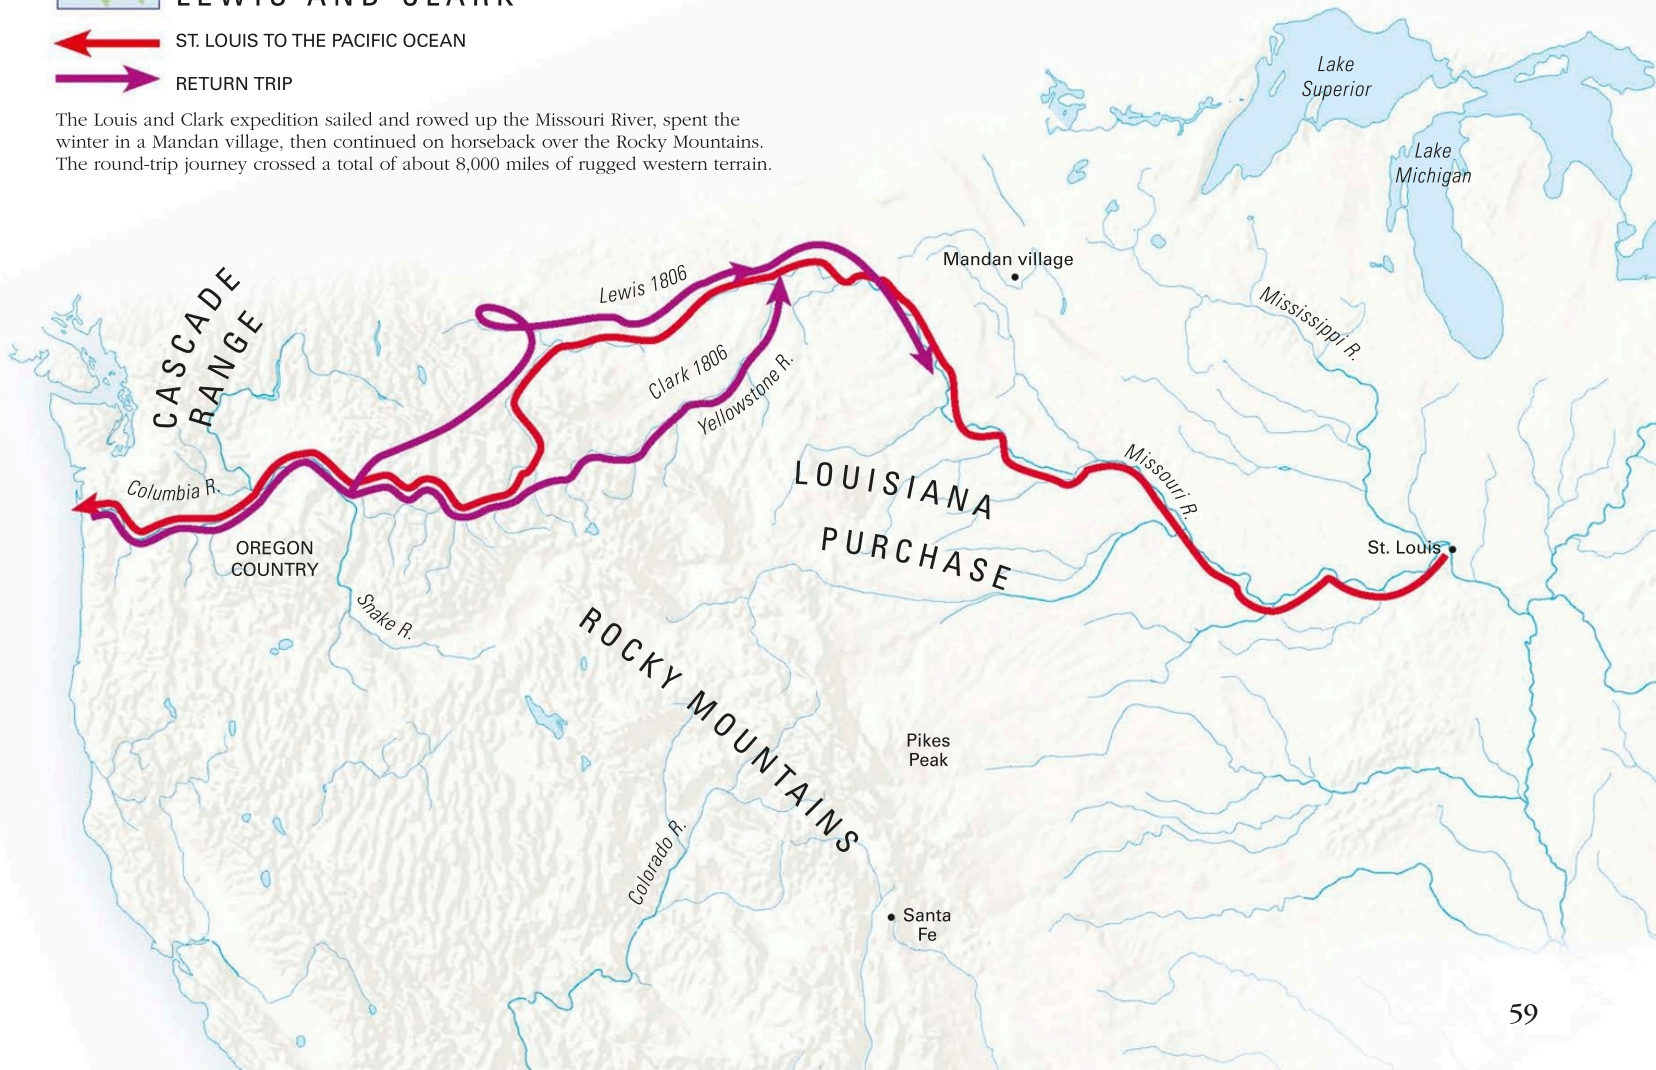 LEWIS AND CLARK
ST. LOUIS TO THE PACIFIC OCEAN
RETURN TRIP
The Louis and Clark expedition sailed and rowed up the Missouri River, spent the
winter in a Mandan village, then continued on horseback over the Rocky Mountains.
The round-trip journey crossed a total of about 8,000 miles of rugged western terrain.
Lake
Superior
Lake
Michigan
Mandan village
Mississippi R.
CASCADE
RANGE
Lewis 1806
Clark 1806
Yellowstone R.
Columbia R.
LOUISIANA
PURCHASE
Missouri R.
St. Louis
OREGON
COUNTRY
Snake R.
ROCKY MOUNTAINS
Pikes
Peak
Colorado R.
Santa
Fe
59